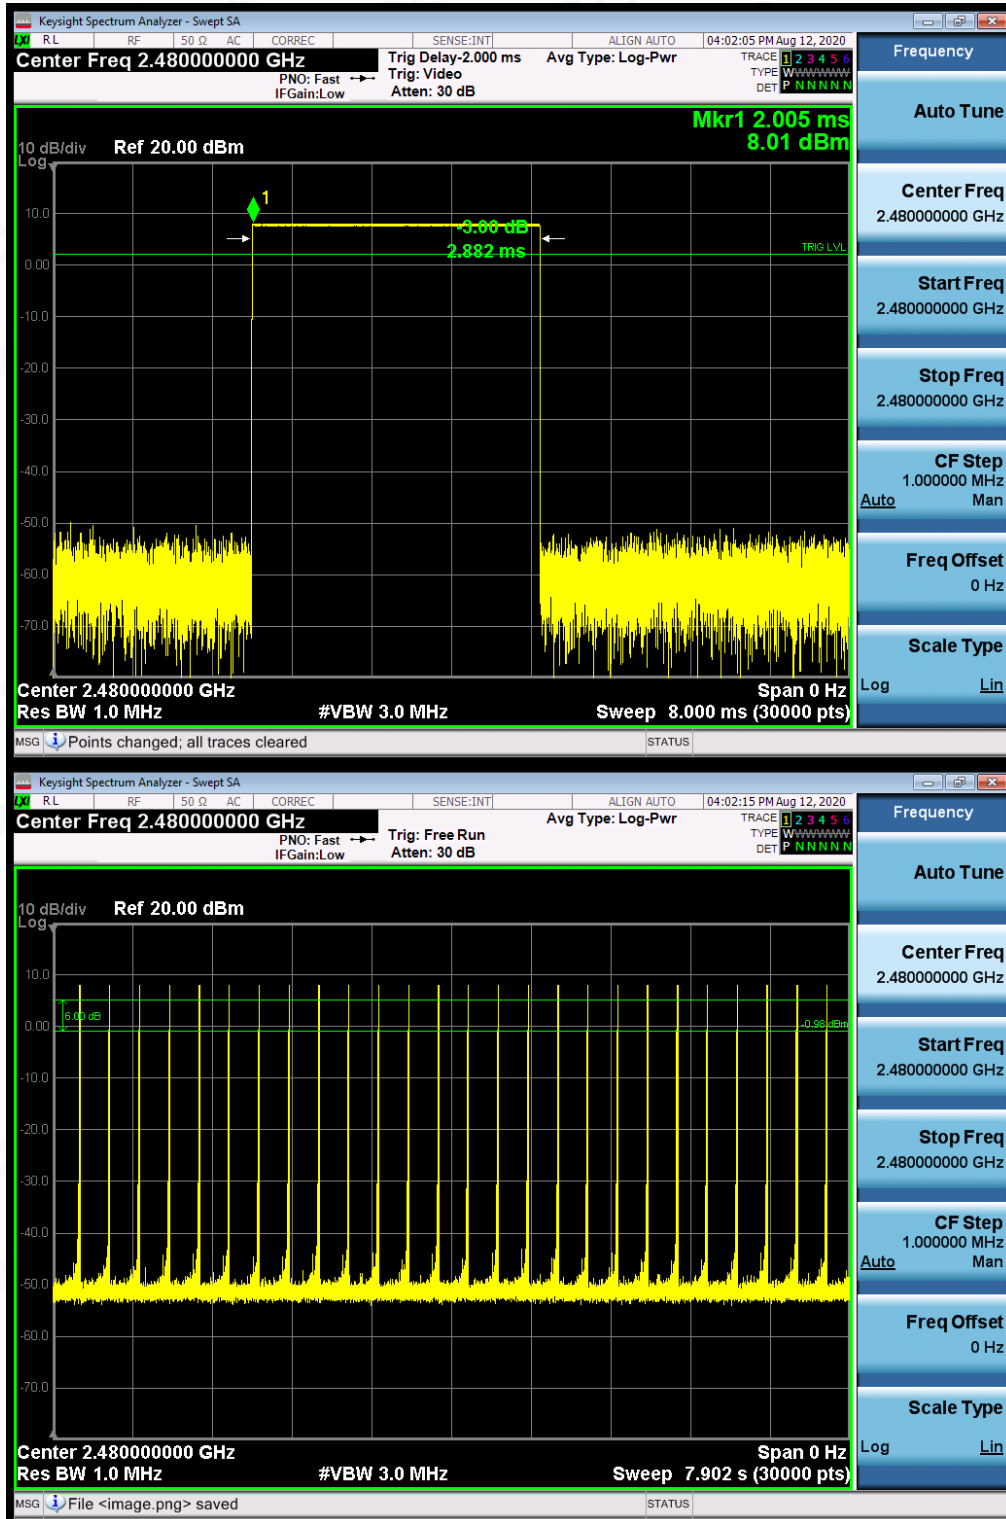 Keysight Spectrum Analyzer - Swept SA
LXI RL RF 50 Ω AC CORREC SENSE:INT ALIGN AUTO 04:02:05 PM Aug 12, 2020
Center Freq 2.480000000 GHz
PNO: Fast
IFGain:Low
Trig Delay-2.000 ms
Trig: Video
Atten: 30 dB
Avg Type: Log-Pwr
TRACE 1 2 3 4 5 6
TYPE WWWWWW
DET P N N N N N
Mkr1 2.005 ms
8.01 dBm
10 dB/div
Log
Ref 20.00 dBm
1
-3.00 dB
2.882 ms
TRIG LVL
10.0
0.00
-10.0
-20.0
-30.0
-40.0
-50.0
-60.0
-70.0
Center 2.480000000 GHz
Span 0 Hz
Res BW 1.0 MHz
#VBW 3.0 MHz
Sweep 8.000 ms (30000 pts)
MSG Points changed; all traces cleared
STATUS
Frequency
Auto Tune
Center Freq
2.480000000 GHz
Start Freq
2.480000000 GHz
Stop Freq
2.480000000 GHz
CF Step
1.000000 MHz
Auto Man
Freq Offset
0 Hz
Scale Type
Log Lin
Keysight Spectrum Analyzer - Swept SA
LXI RL RF 50 Ω AC CORREC SENSE:INT ALIGN AUTO 04:02:15 PM Aug 12, 2020
Center Freq 2.480000000 GHz
PNO: Fast
IFGain:Low
Trig: Free Run
Atten: 30 dB
Avg Type: Log-Pwr
TRACE 1 2 3 4 5 6
TYPE WWWWWW
DET P N N N N N
10 dB/div
Log
Ref 20.00 dBm
6.00 dB
-0.98 dBm
10.0
0.00
-10.0
-20.0
-30.0
-40.0
-50.0
-60.0
-70.0
Center 2.480000000 GHz
Span 0 Hz
Res BW 1.0 MHz
#VBW 3.0 MHz
Sweep 7.902 s (30000 pts)
MSG File <image.png> saved
STATUS
Frequency
Auto Tune
Center Freq
2.480000000 GHz
Start Freq
2.480000000 GHz
Stop Freq
2.480000000 GHz
CF Step
1.000000 MHz
Auto Man
Freq Offset
0 Hz
Scale Type
Log Lin